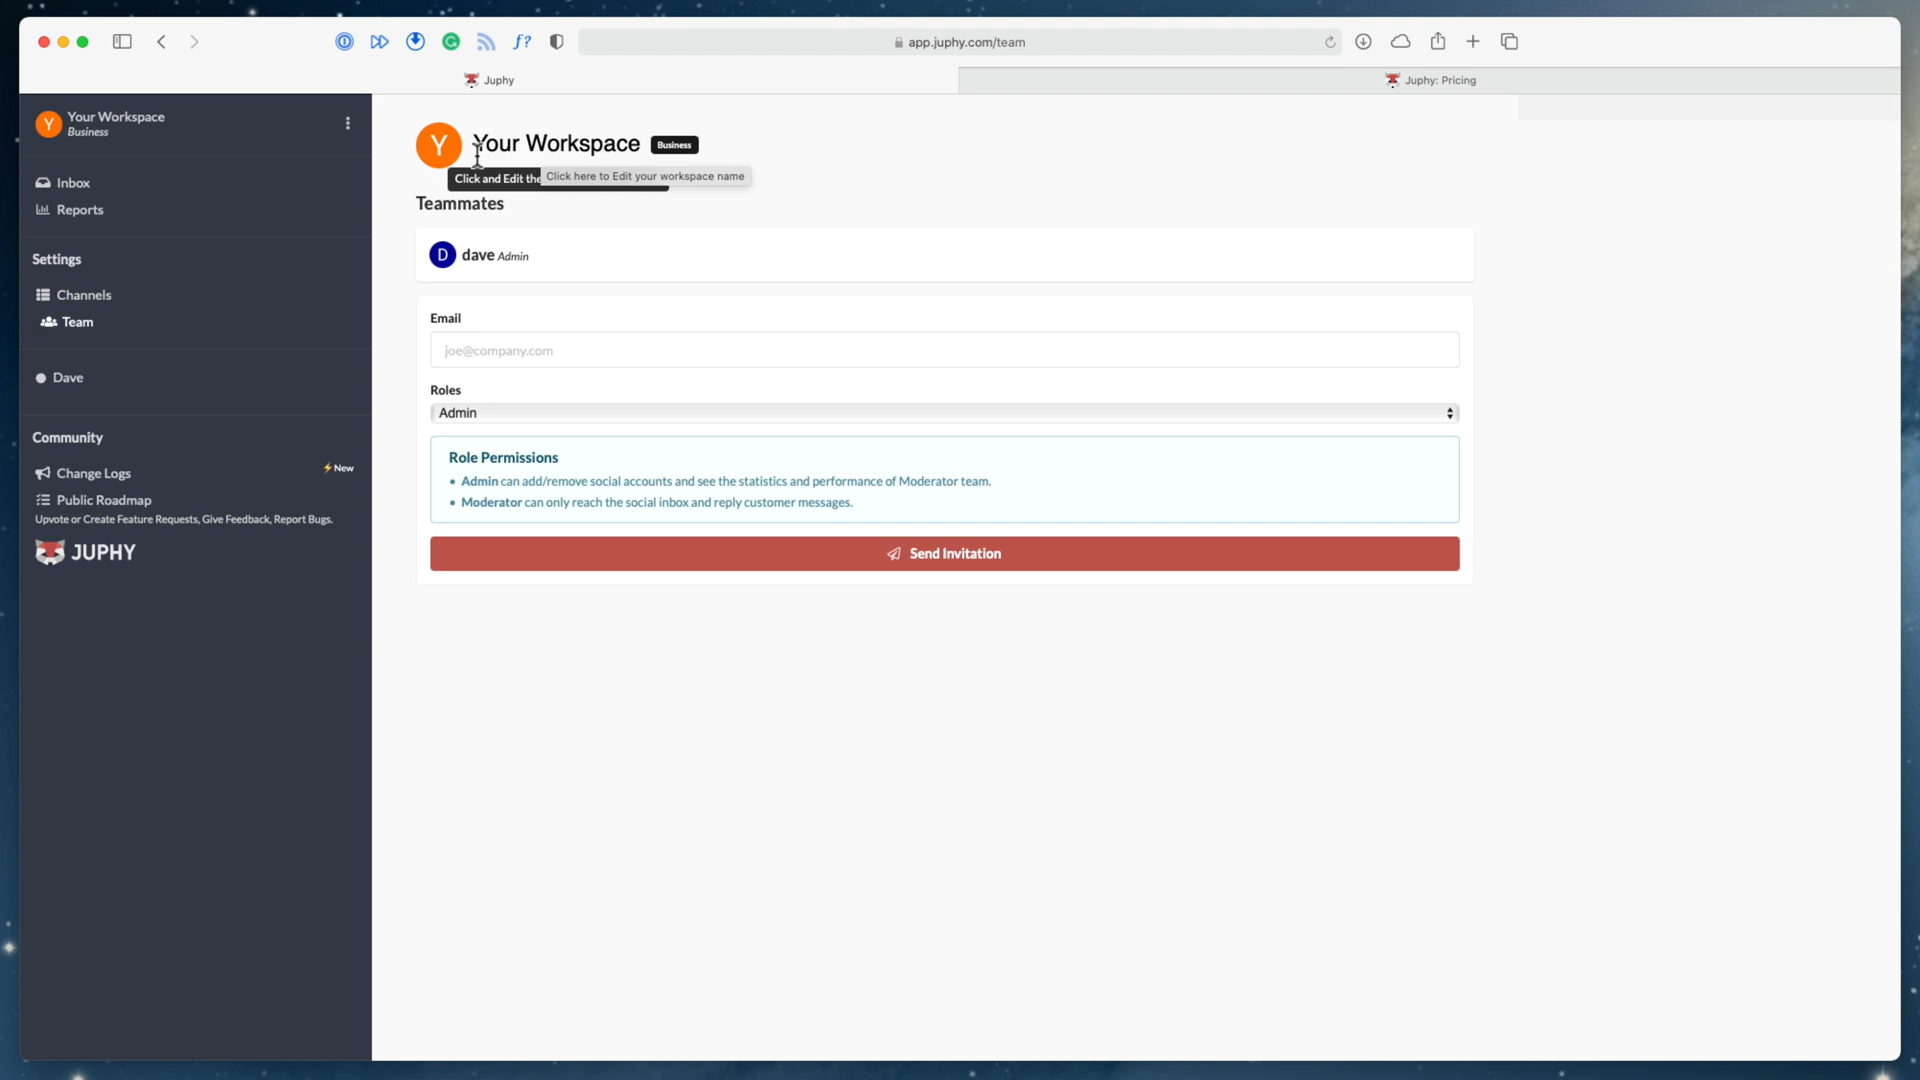 app.juphy.com/team
Juphy
Juphy: Pricing
Y
Your Workspace
Business
Inbox
Reports
Settings
Channels
Team
Dave
Community
Change Logs
⚡New
Public Roadmap
Upvote or Create Feature Requests, Give Feedback, Report Bugs.
JUPHY
Y
Your Workspace
Business
Click and Edit the
Click here to Edit your workspace name
Teammates
D
dave Admin
Email
joe@company.com
Roles
Admin
Role Permissions
• Admin can add/remove social accounts and see the statistics and performance of Moderator team.
• Moderator can only reach the social inbox and reply customer messages.
Send Invitation